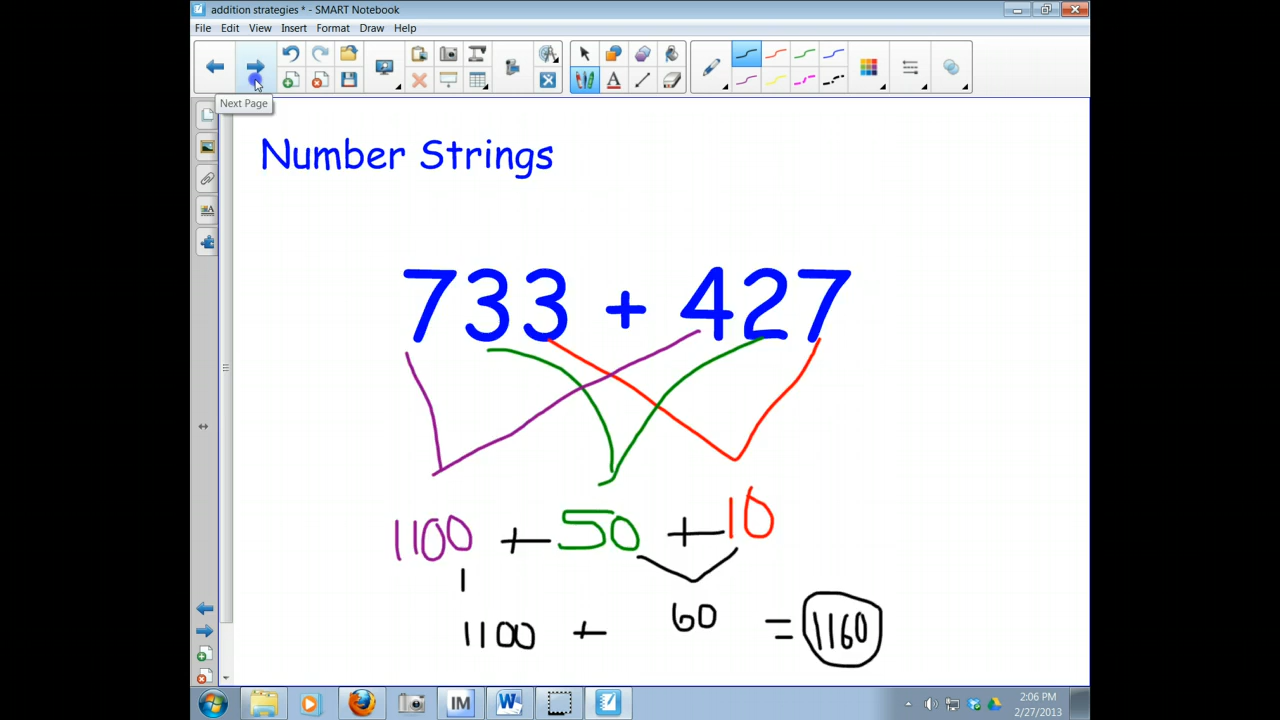 addition strategies * - SMART Notebook
File Edit View Insert Format Draw Help
Next Page
Number Strings
733 + 427
1100 + 50 + 10
1100 + 60 = 1160
IM W
2:06 PM
2/27/2013